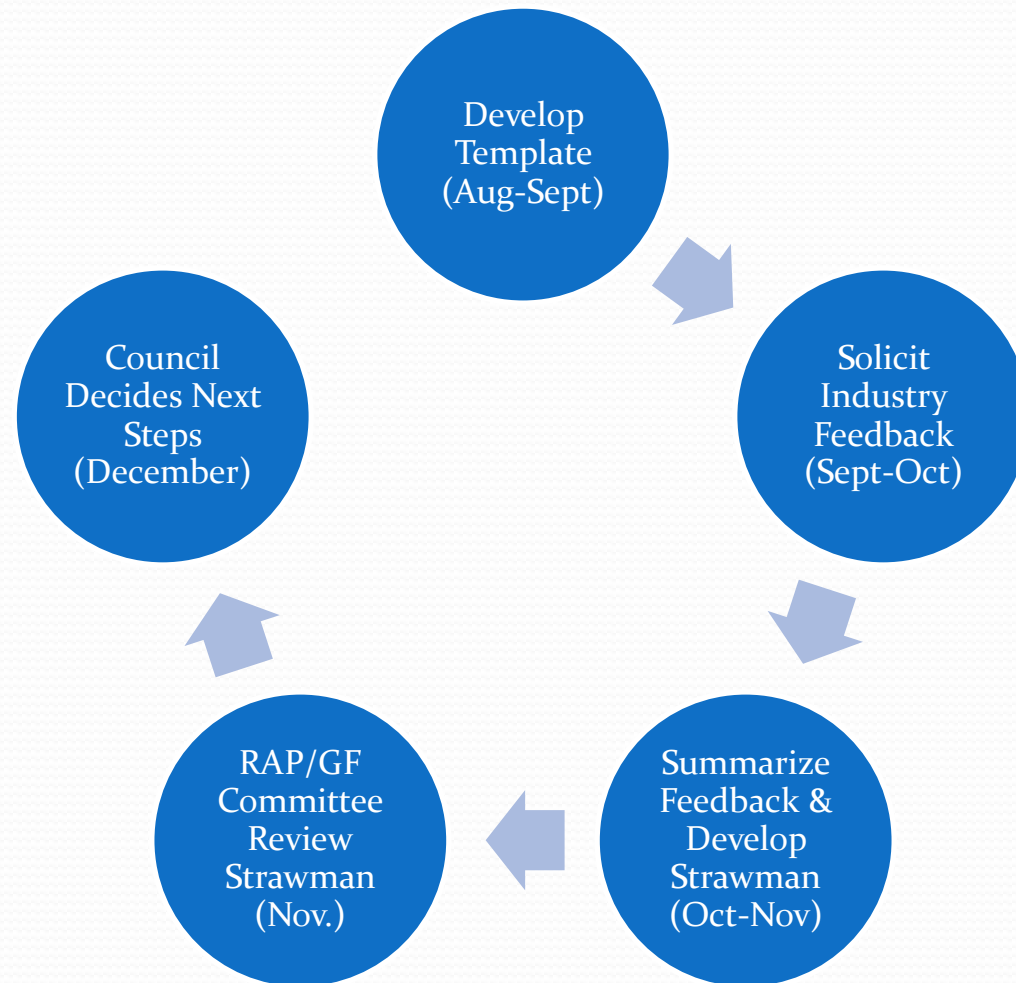 Develop
Template
(Aug-Sept)
Solicit
Industry
Feedback
(Sept-Oct)
Summarize
Feedback &
Develop
Strawman
(Oct-Nov)
RAP/GF
Committee
Review
Strawman
(Nov.)
Council
Decides Next
Steps
(December)